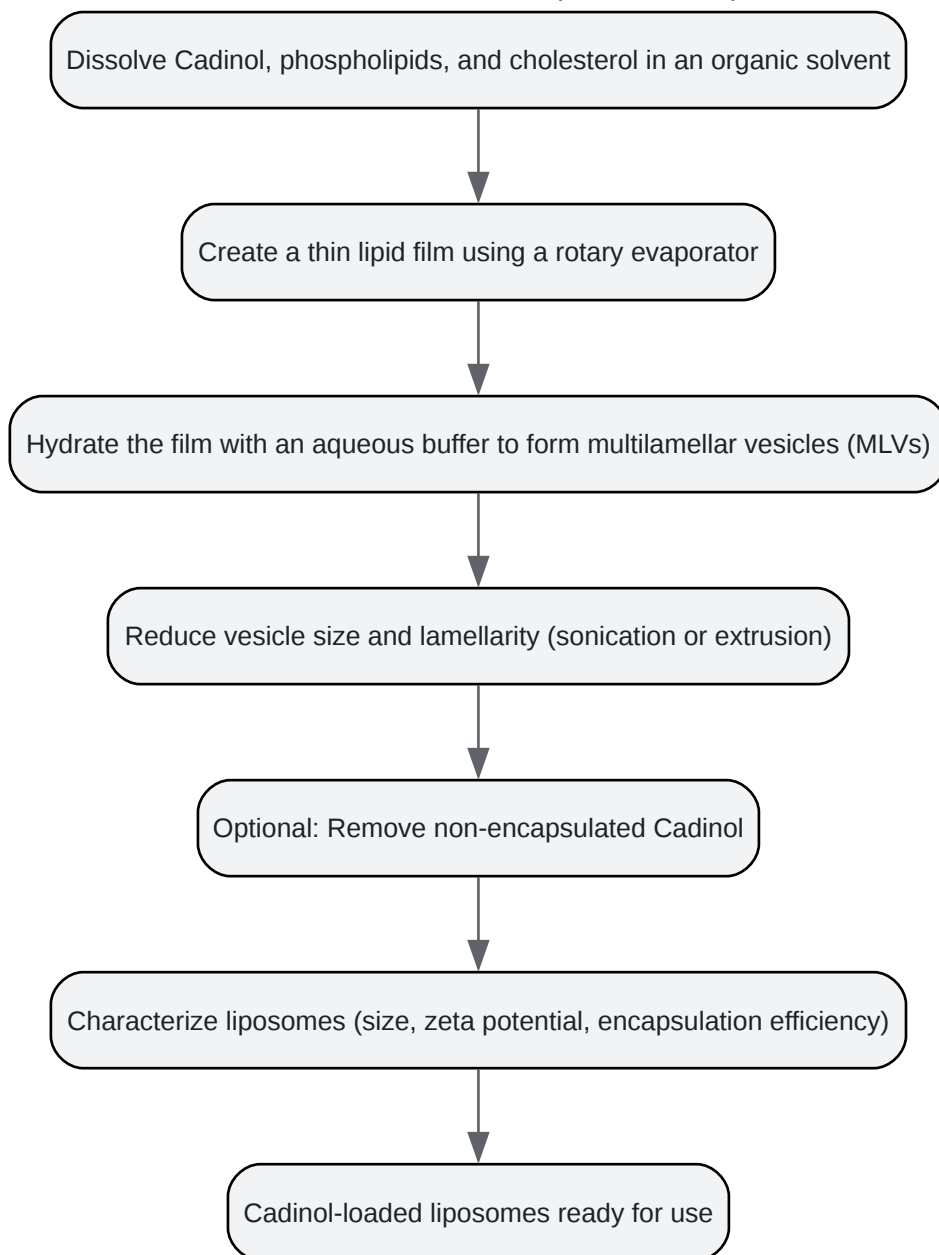 Dissolve Cadinol, phospholipids, and cholesterol in an organic solvent
Create a thin lipid film using a rotary evaporator
Hydrate the film with an aqueous buffer to form multilamellar vesicles (MLVs)
Reduce vesicle size and lamellarity (sonication or extrusion)
Optional: Remove non-encapsulated Cadinol
Characterize liposomes (size, zeta potential, encapsulation efficiency)
Cadinol-loaded liposomes ready for use